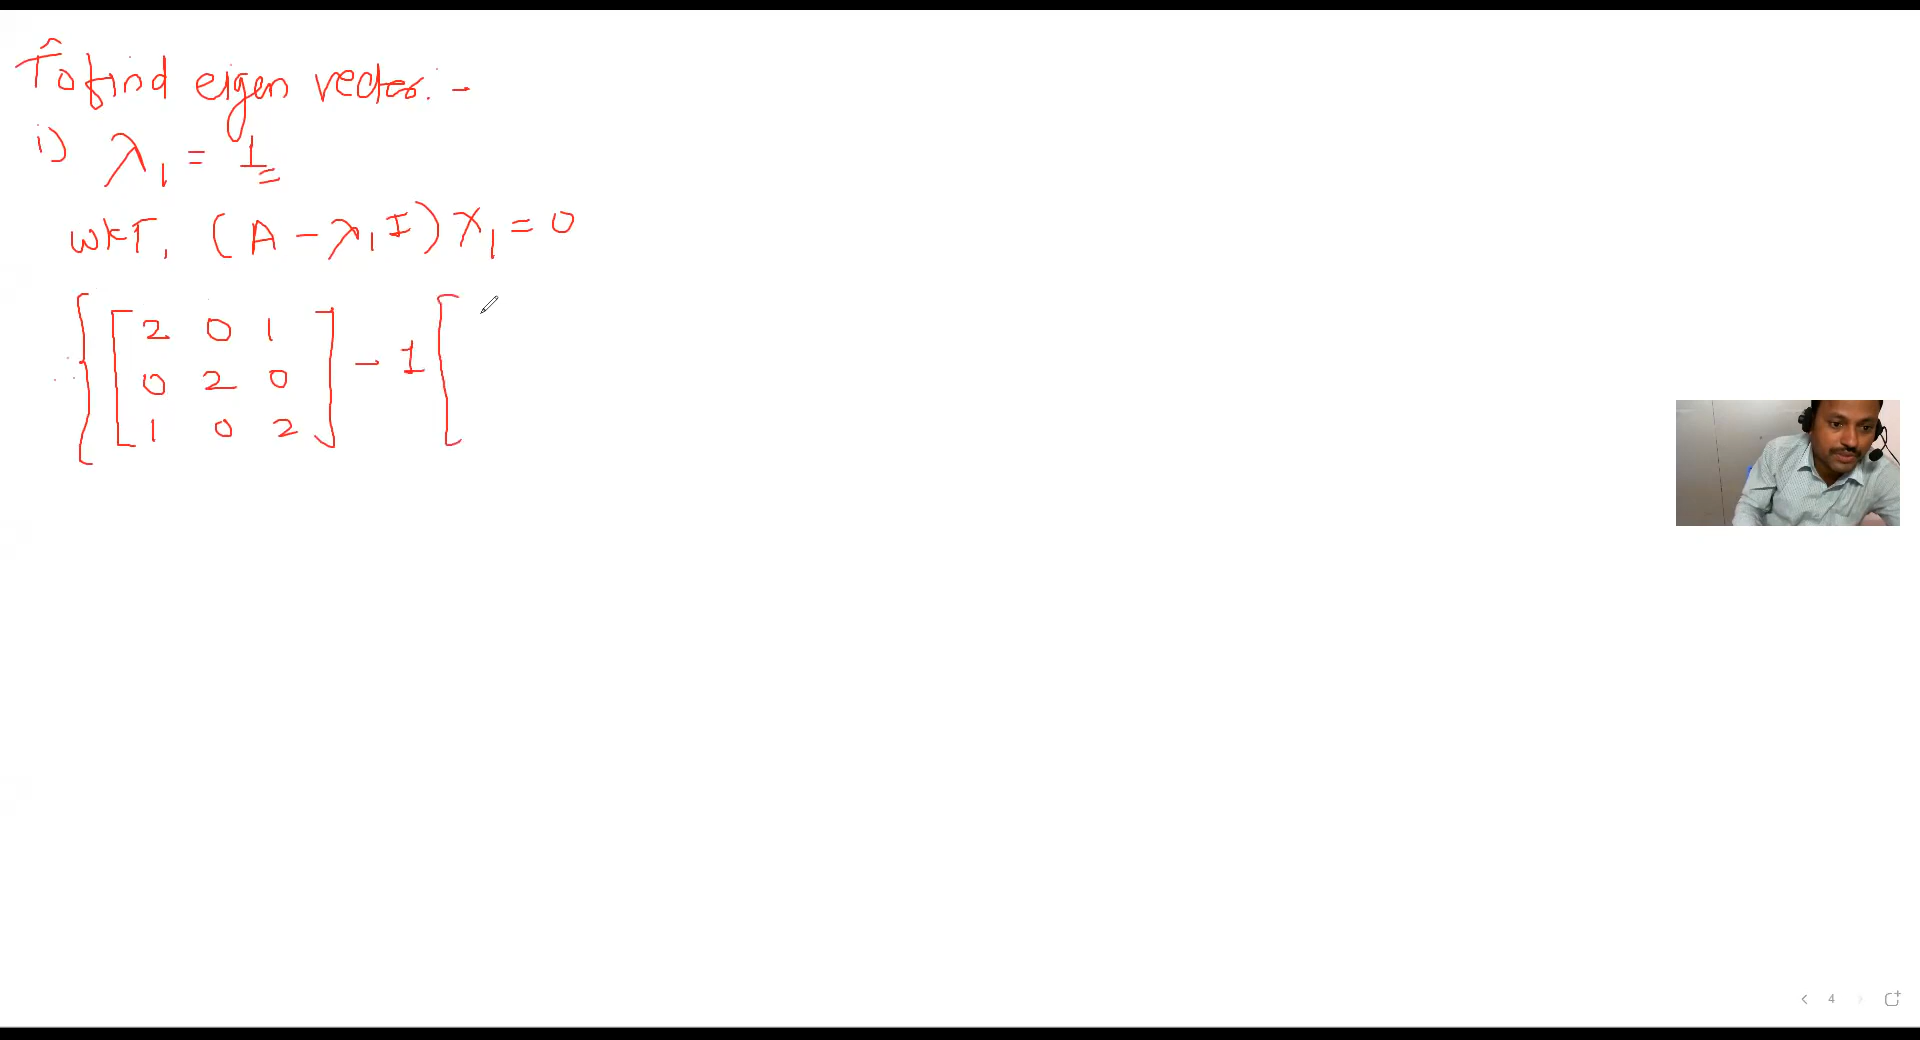 To find eigen vector: -
i) λ₁ = 1
WKT, (A - λ₁I) X₁ = 0
{ [ 2 0 1 ] - 1 [
0 2 0
1 0 2
4